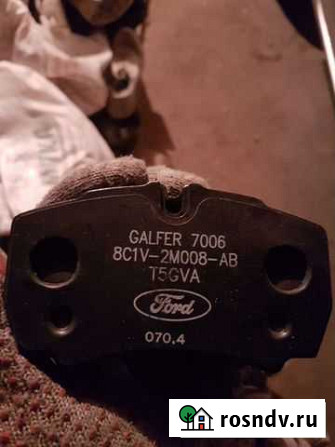 GALFER 7006
8C1V-2M008-AB
T5GVA
Ford
070.4
rosndv.ru